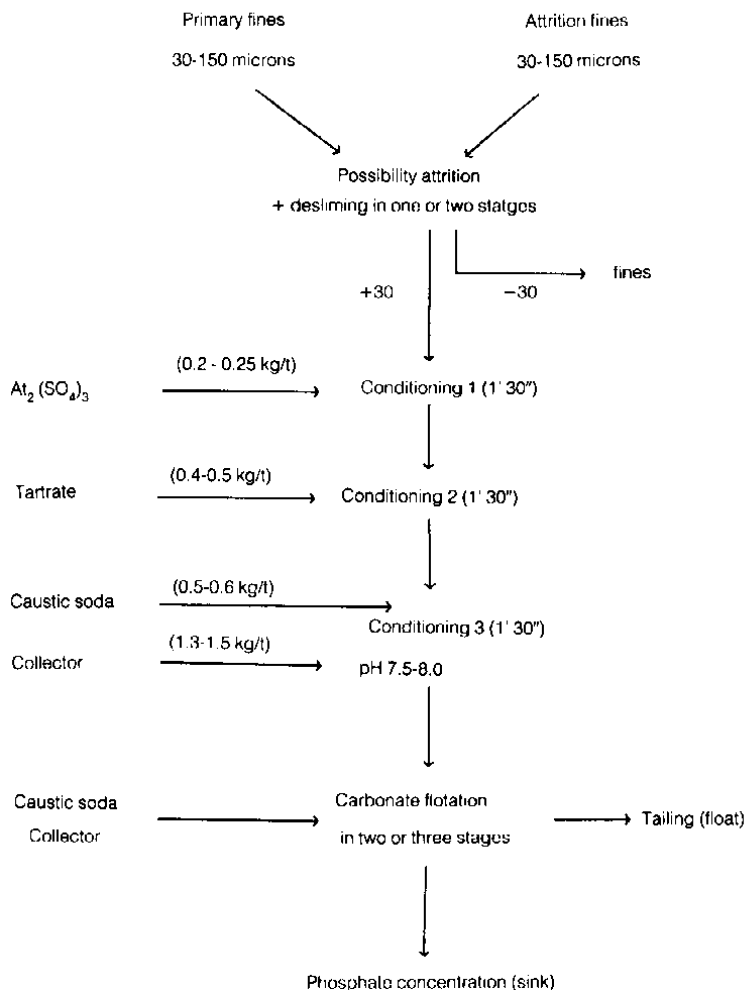 Primary fines
Attrition fines
30-150 microns
30-150 microns
Possibility attrition
+ desliming in one or two statges
fines
+30
−30
(0.2 - 0.25 kg/t)
At₂ (SO₄)₃
Conditioning 1 (1' 30")
(0.4-0.5 kg/t)
Tartrate
Conditioning 2 (1' 30")
(0.5-0.6 kg/t)
Caustic soda
Conditioning 3 (1' 30")
(1.3-1.5 kg/t)
Collector
pH 7.5-8.0
Caustic soda
Carbonate flotation
Tailing (float)
Collector
in two or three stages
Phosphate concentration (sink)